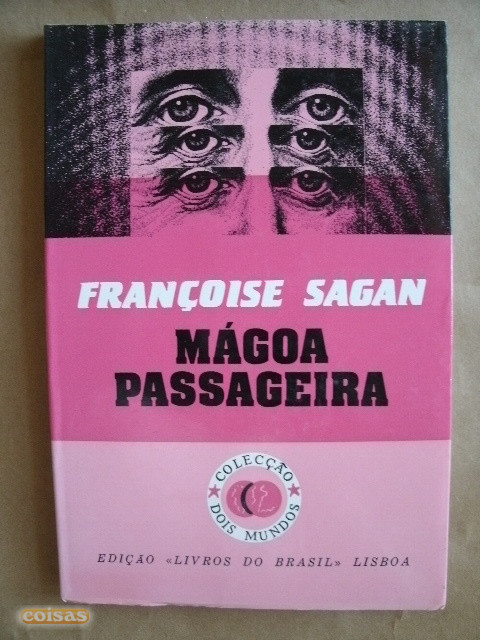 FRANÇOISE SAGAN
MÁGOA
PASSAGEIRA
COLECÇÃO
DOIS MUNDOS
EDIÇÃO «LIVROS DO BRASIL» LISBOA
coisas